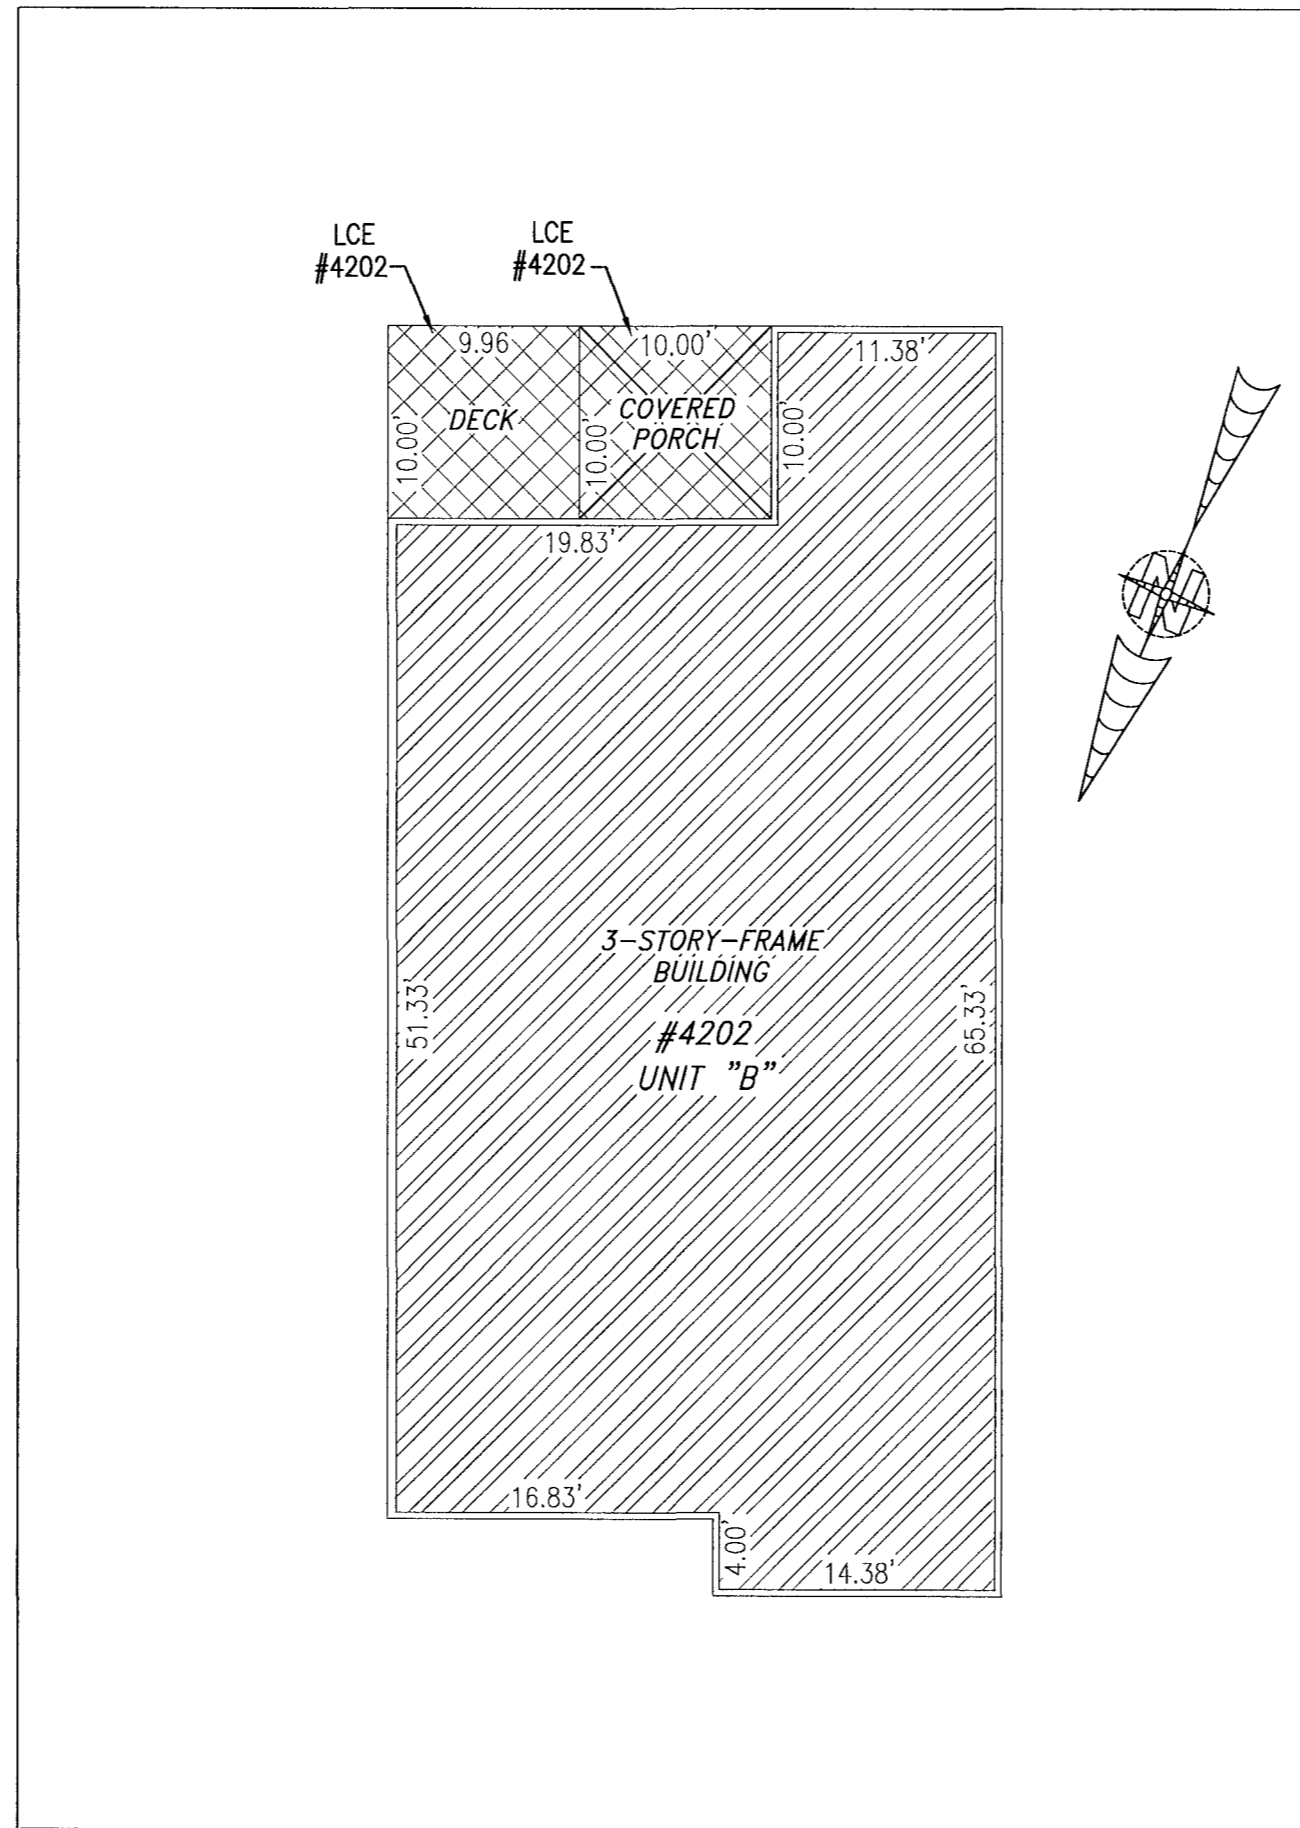 LCE
#4202
LCE
#4202
9.96
10.00'
11.38'
DECK
COVERED
PORCH
10.00'
10.00'
10.00'
19.83'
N
3-STORY-FRAME
BUILDING
#4202
UNIT "B"
51.33'
65.33'
16.83'
4.00'
14.38'